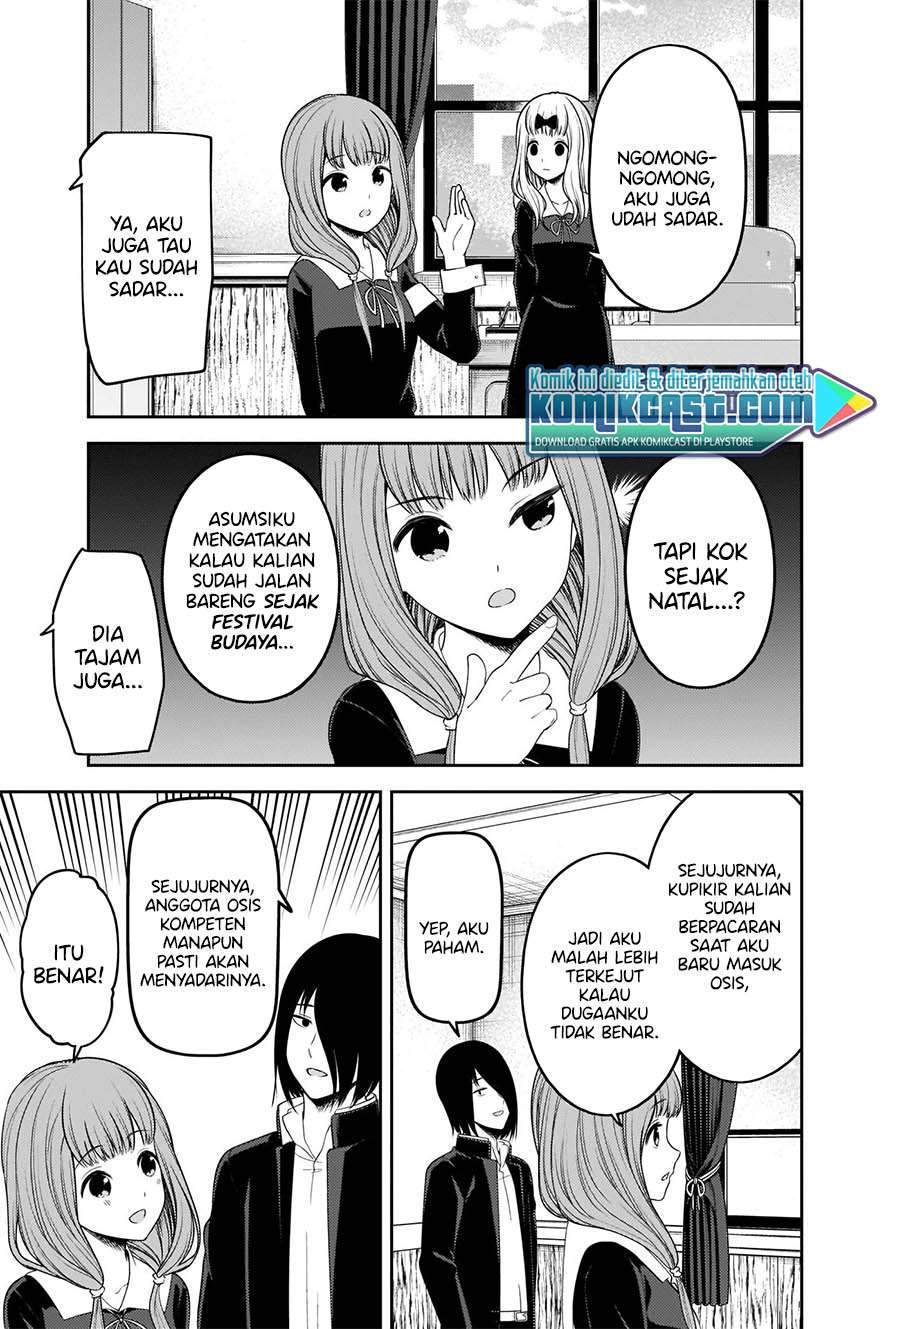 NGOMONG-
NGOMONG,
AKU JUGA
UDAH SADAR.
YA, AKU
JUGA TAU
KAU SUDAH
SADAR...
Komik ini diedit & diterjemahkan oleh
KOMIKCAST.COM
DOWNLOAD GRATIS APK KOMIKCAST DI PLAYSTORE
TAPI KOK
SEJAK
NATAL...?
ASUMSIKU
MENGATAKAN
KALAU KALIAN
SUDAH JALAN
BARENG SEJAK
FESTIVAL
BUDAYA...
DIA
TAJAM
JUGA...
SEJUJURNYA,
KUPIKIR KALIAN
SUDAH
BERPACARAN
SAAT AKU
BARU MASUK
OSIS,
JADI AKU
MALAH LEBIH
TERKEJUT
KALAU
DUGAANKU
TIDAK BENAR.
YEP, AKU
PAHAM.
SEJUJURNYA,
ANGGOTA OSIS
KOMPETEN
MANAPUN
PASTI AKAN
MENYADARINYA.
ITU
BENAR!